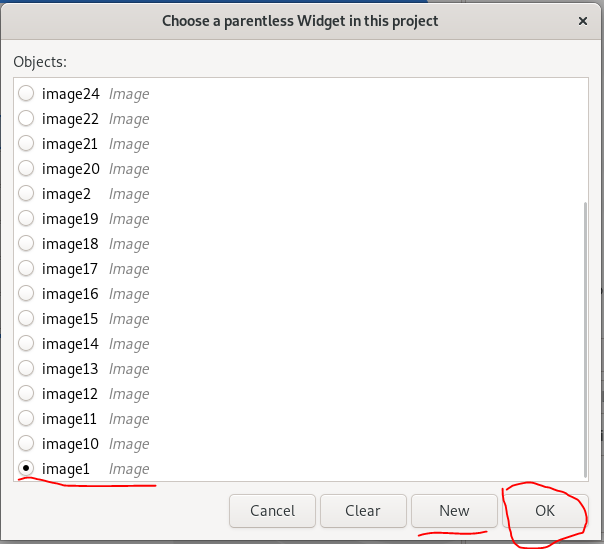 Choose a parentless Widget in this project ×
Objects:
image24 Image
image22 Image
image21 Image
image20 Image
image2 Image
image19 Image
image18 Image
image17 Image
image16 Image
image15 Image
image14 Image
image13 Image
image12 Image
image11 Image
image10 Image
image1 Image
Cancel Clear New OK